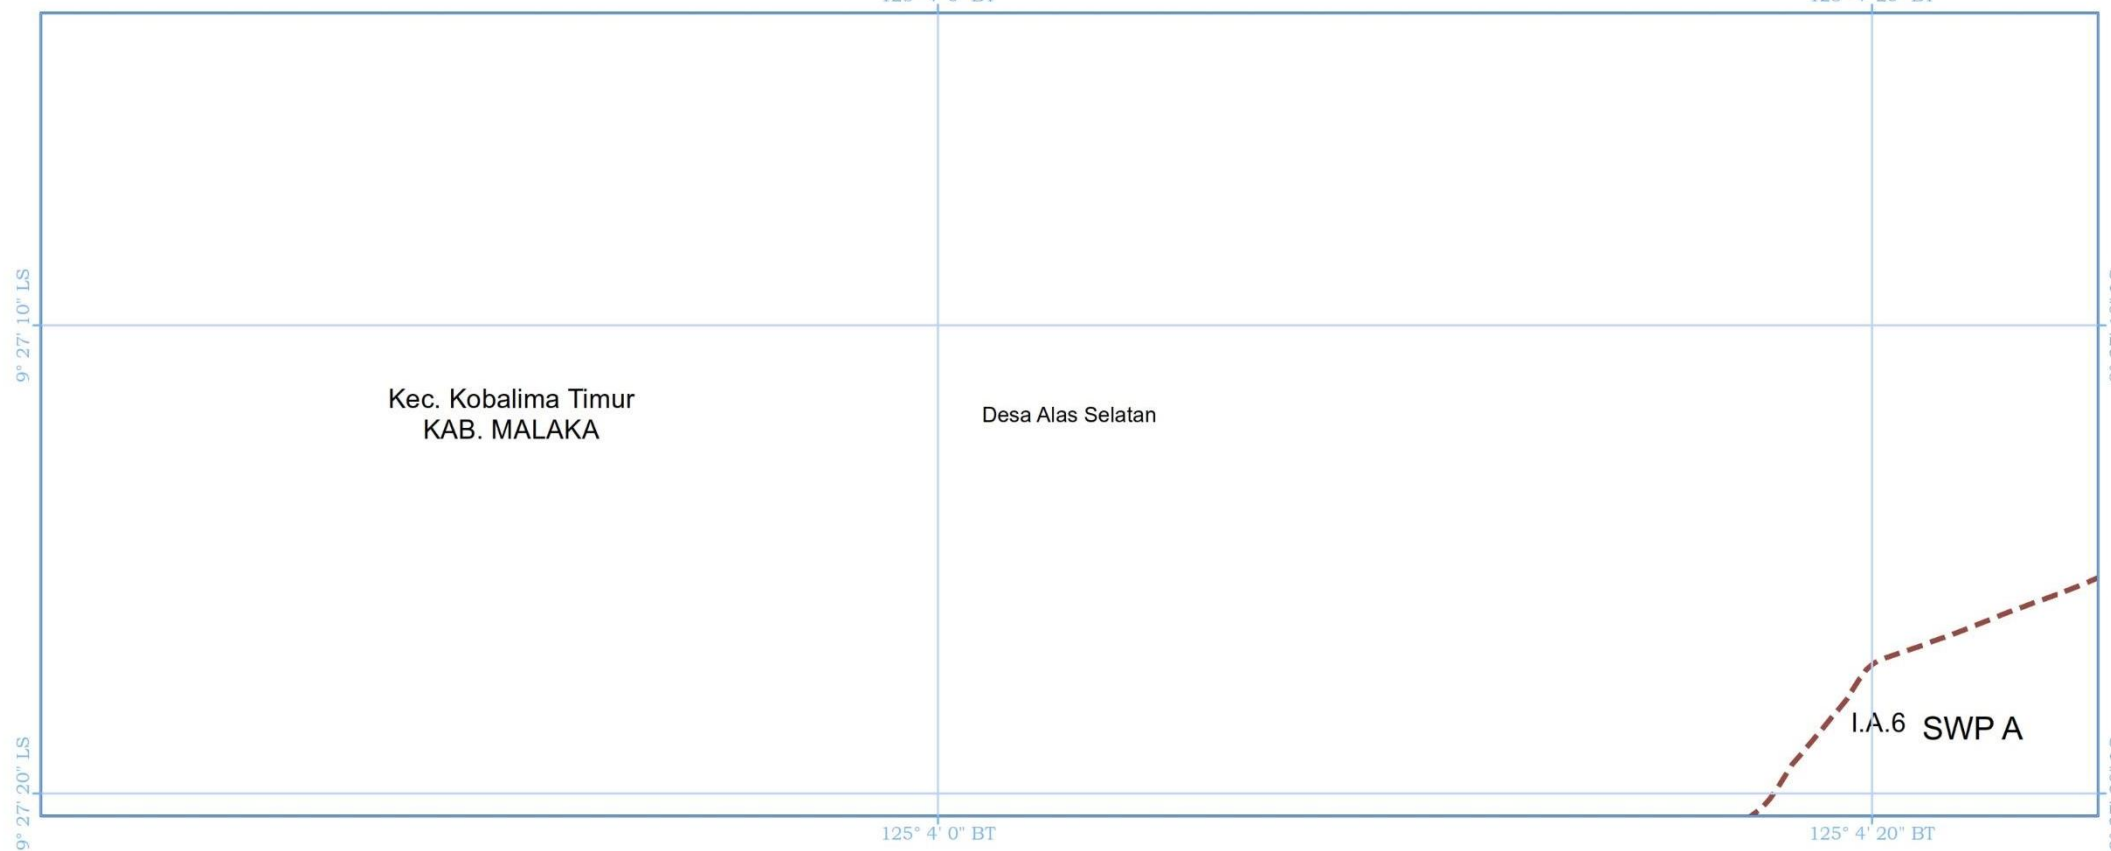 9° 27' 10" LS
Kec. Kobalima Timur
KAB. MALAKA
Desa Alas Selatan
I.A.6 SWP A
9° 27' 20" LS
125° 4' 0" BT
125° 4' 20" BT